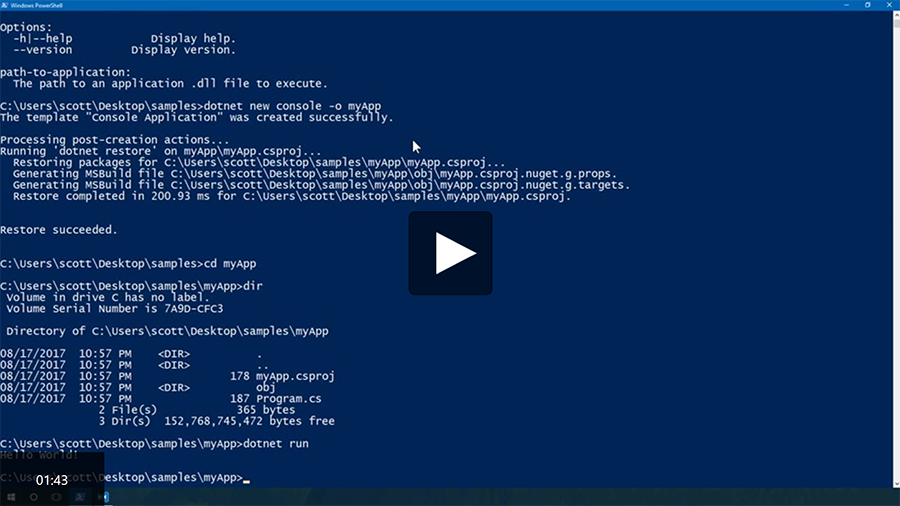 Windows PowerShell
Options:
-h|--help Display help.
--version Display version.
path-to-application:
The path to an application .dll file to execute.
C:\Users\scott\Desktop\samples>dotnet new console -o myApp
The template "Console Application" was created successfully.
Processing post-creation actions...
Running 'dotnet restore' on myApp\myApp.csproj...
Restoring packages for C:\Users\scott\Desktop\samples\myApp\myApp.csproj...
Generating MSBuild file C:\Users\scott\Desktop\samples\myApp\obj\myApp.csproj.nuget.g.props.
Generating MSBuild file C:\Users\scott\Desktop\samples\myApp\obj\myApp.csproj.nuget.g.targets.
Restore completed in 200.93 ms for C:\Users\scott\Desktop\samples\myApp\myApp.csproj.
Restore succeeded.
C:\Users\scott\Desktop\samples>cd myApp
C:\Users\scott\Desktop\samples\myApp>dir
Volume in drive C has no label.
Volume Serial Number is 7A9D-CFC3
Directory of C:\Users\scott\Desktop\samples\myApp
08/17/2017 10:57 PM <DIR> .
08/17/2017 10:57 PM <DIR> ..
08/17/2017 10:57 PM 178 myApp.csproj
08/17/2017 10:57 PM <DIR> obj
08/17/2017 10:57 PM 187 Program.cs
2 File(s) 365 bytes
3 Dir(s) 152,768,745,472 bytes free
C:\Users\scott\Desktop\samples\myApp>dotnet run
Hello World!
C:\Users\scott\Desktop\samples\myApp>_
01:43